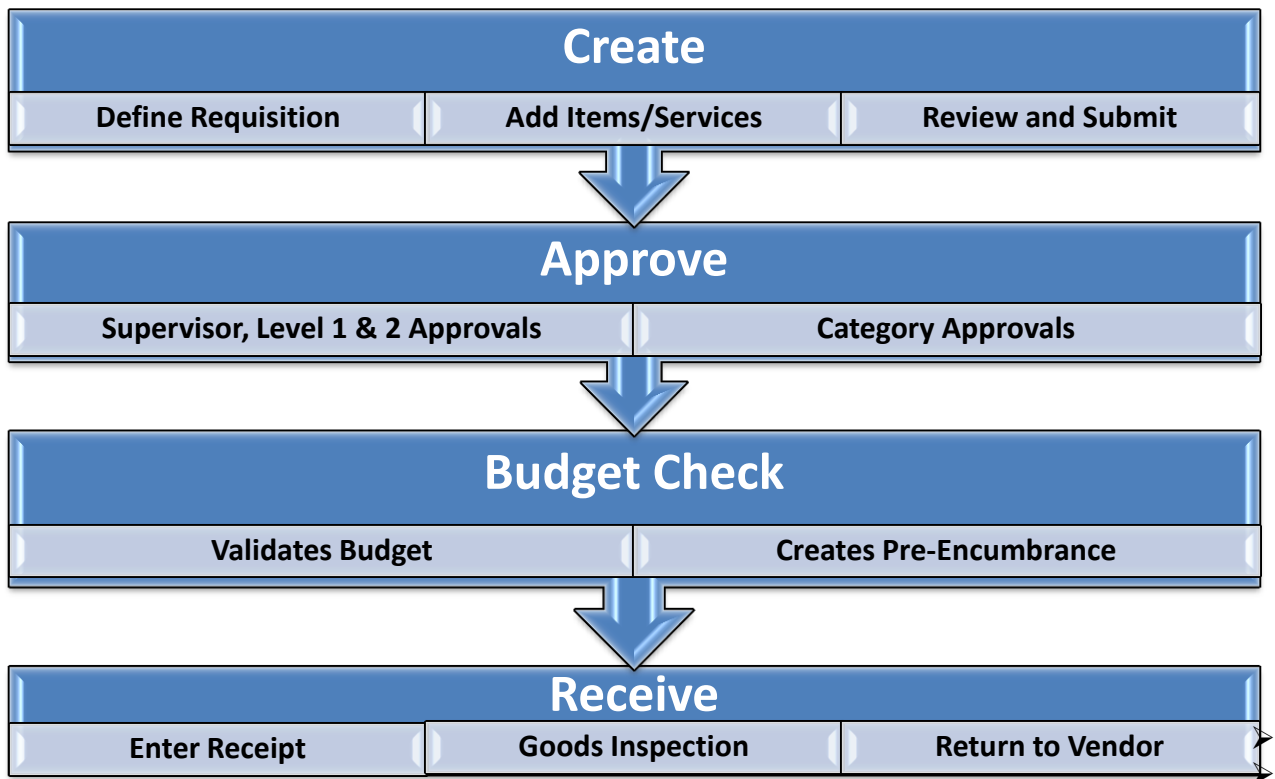 Create
Define Requisition
Add Items/Services
Review and Submit
Approve
Supervisor, Level 1 & 2 Approvals
Category Approvals
Budget Check
Validates Budget
Creates Pre-Encumbrance
Receive
Enter Receipt
Goods Inspection
Return to Vendor